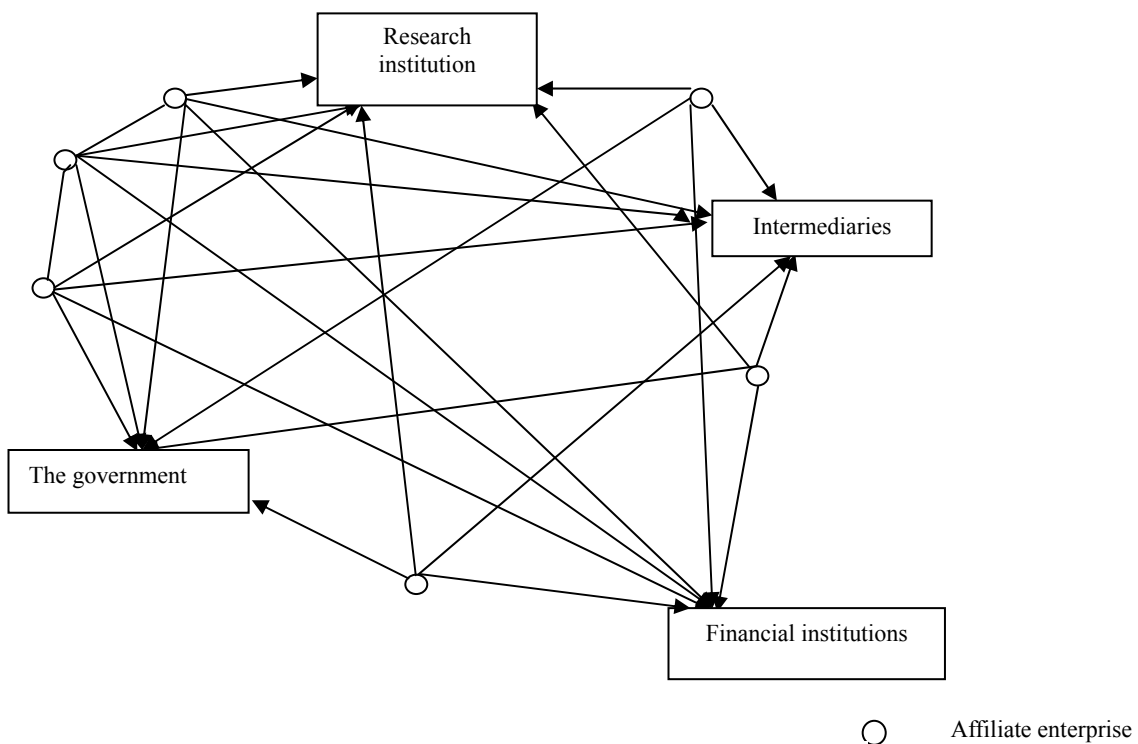 Research
institution
Intermediaries
The government
Financial institutions
Affiliate enterprise